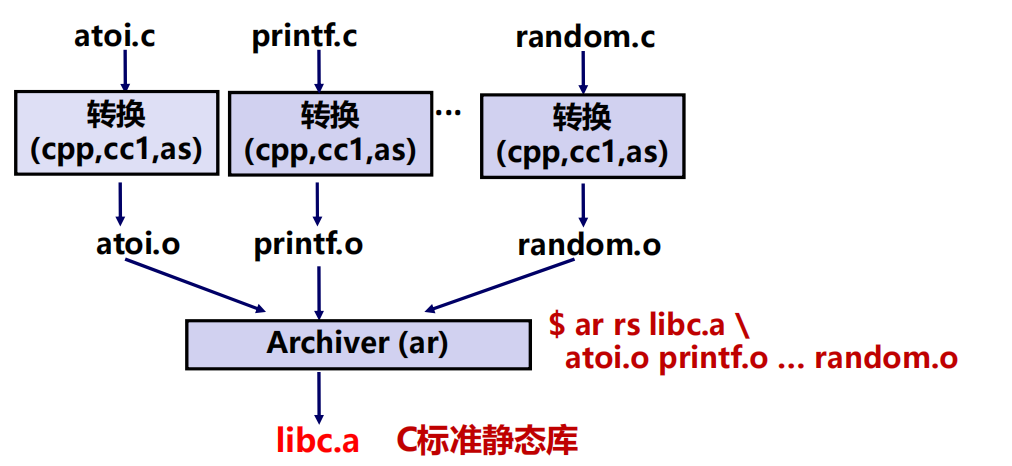 atoi.c printf.c random.c
转换 转换 ... 转换
(cpp,cc1,as) (cpp,cc1,as) (cpp,cc1,as)
atoi.o printf.o random.o
Archiver (ar)
$ ar rs libc.a \
atoi.o printf.o ... random.o
libc.a C标准静态库